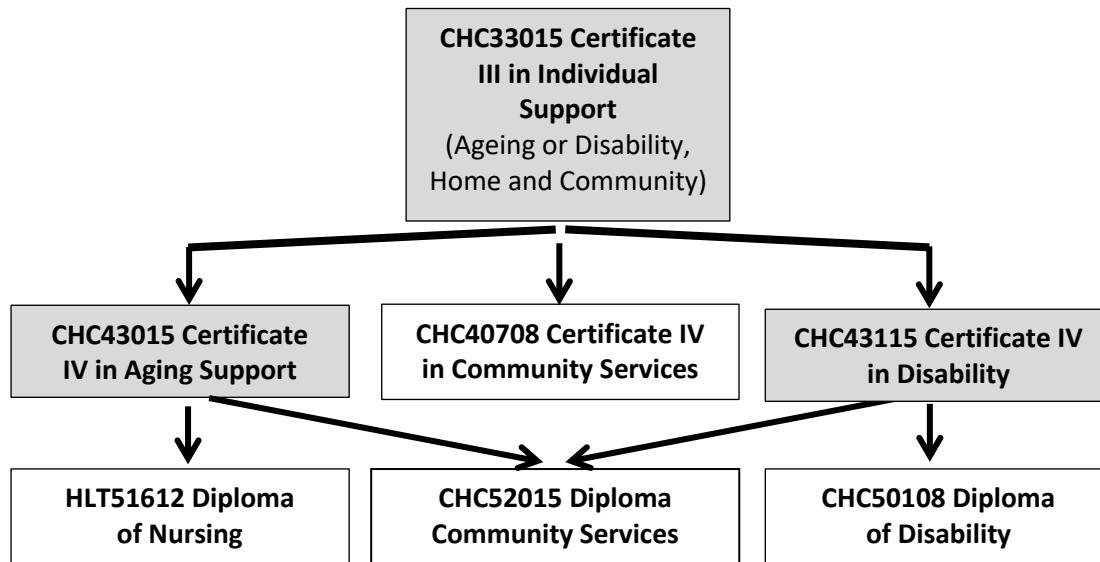 CHC33015 Certificate
III in Individual
Support
(Ageing or Disability,
Home and Community)
CHC43015 Certificate
IV in Aging Support
CHC40708 Certificate IV
in Community Services
CHC43115 Certificate IV
in Disability
HLT51612 Diploma
of Nursing
CHC52015 Diploma
Community Services
CHC50108 Diploma
of Disability